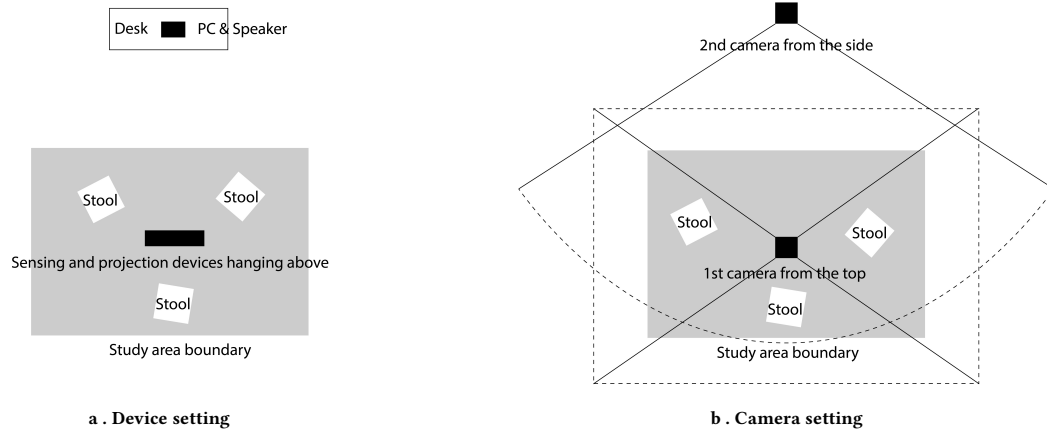 Desk
PC & Speaker
Stool
Stool
Sensing and projection devices hanging above
Stool
Study area boundary
a . Device setting
2nd camera from the side
Stool
Stool
1st camera from the top
Stool
Study area boundary
b . Camera setting